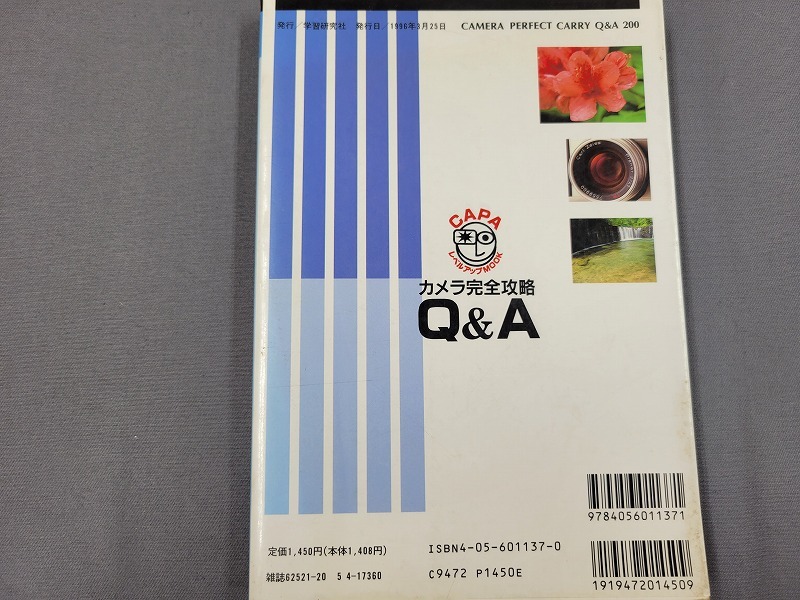 発行／学習研究社 発行日／1996年3月25日 CAMERA PERFECT CARRY Q&A 200
CAPA
レベルアップMOOK
カメラ完全攻略
Q&A
9784056011371
定価1,450円(本体1,408円)
ISBN4-05-601137-0
雑誌62521-20 5 4-17360
C9472 P1450E
1919472014509